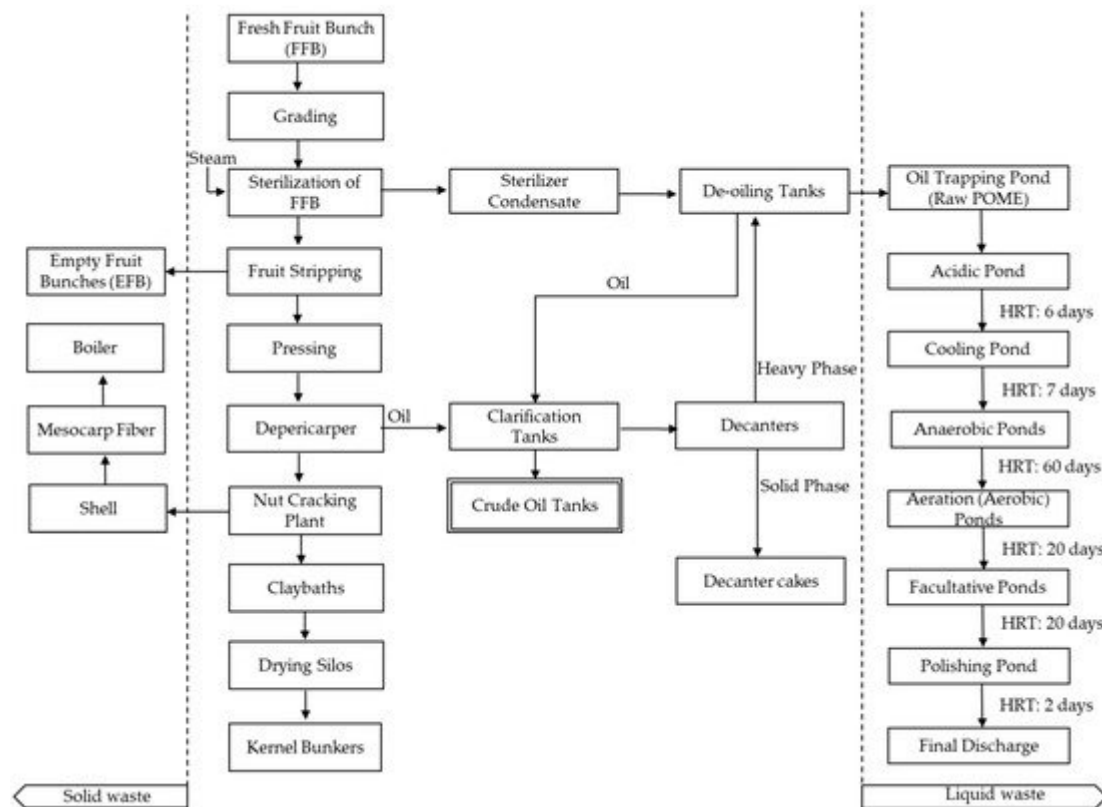 Fresh Fruit Bunch
(FFB)
Grading
Steam
Sterilization of
FFB
Sterilizer
Condensate
De-oiling Tanks
Oil Trapping Pond
(Raw POME)
Empty Fruit
Bunches (EFB)
Fruit Stripping
Oil
Acidic Pond
HRT: 6 days
Boiler
Pressing
Heavy Phase
Cooling Pond
HRT: 7 days
Mesocarp Fiber
Depericarper
Oil
Clarification
Tanks
Decanters
Anaerobic Ponds
HRT: 60 days
Shell
Nut Cracking
Plant
Crude Oil Tanks
Solid Phase
Aeration (Aerobic)
Ponds
HRT: 20 days
Claybaths
Decanter cakes
Facultative Ponds
HRT: 20 days
Drying Silos
Polishing Pond
HRT: 2 days
Kernel Bunkers
Final Discharge
Solid waste
Liquid waste